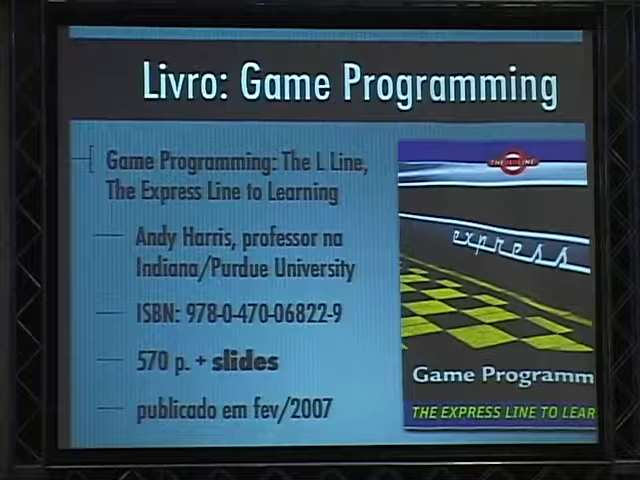 Livro: Game Programming
Game Programming: The L Line,
The Express Line to Learning
Andy Harris, professor na
Indiana/Purdue University
ISBN: 978-0-470-06822-9
570 p. + slides
publicado em fev/2007
THE L LINE
express
Game Programm
THE EXPRESS LINE TO LEAR